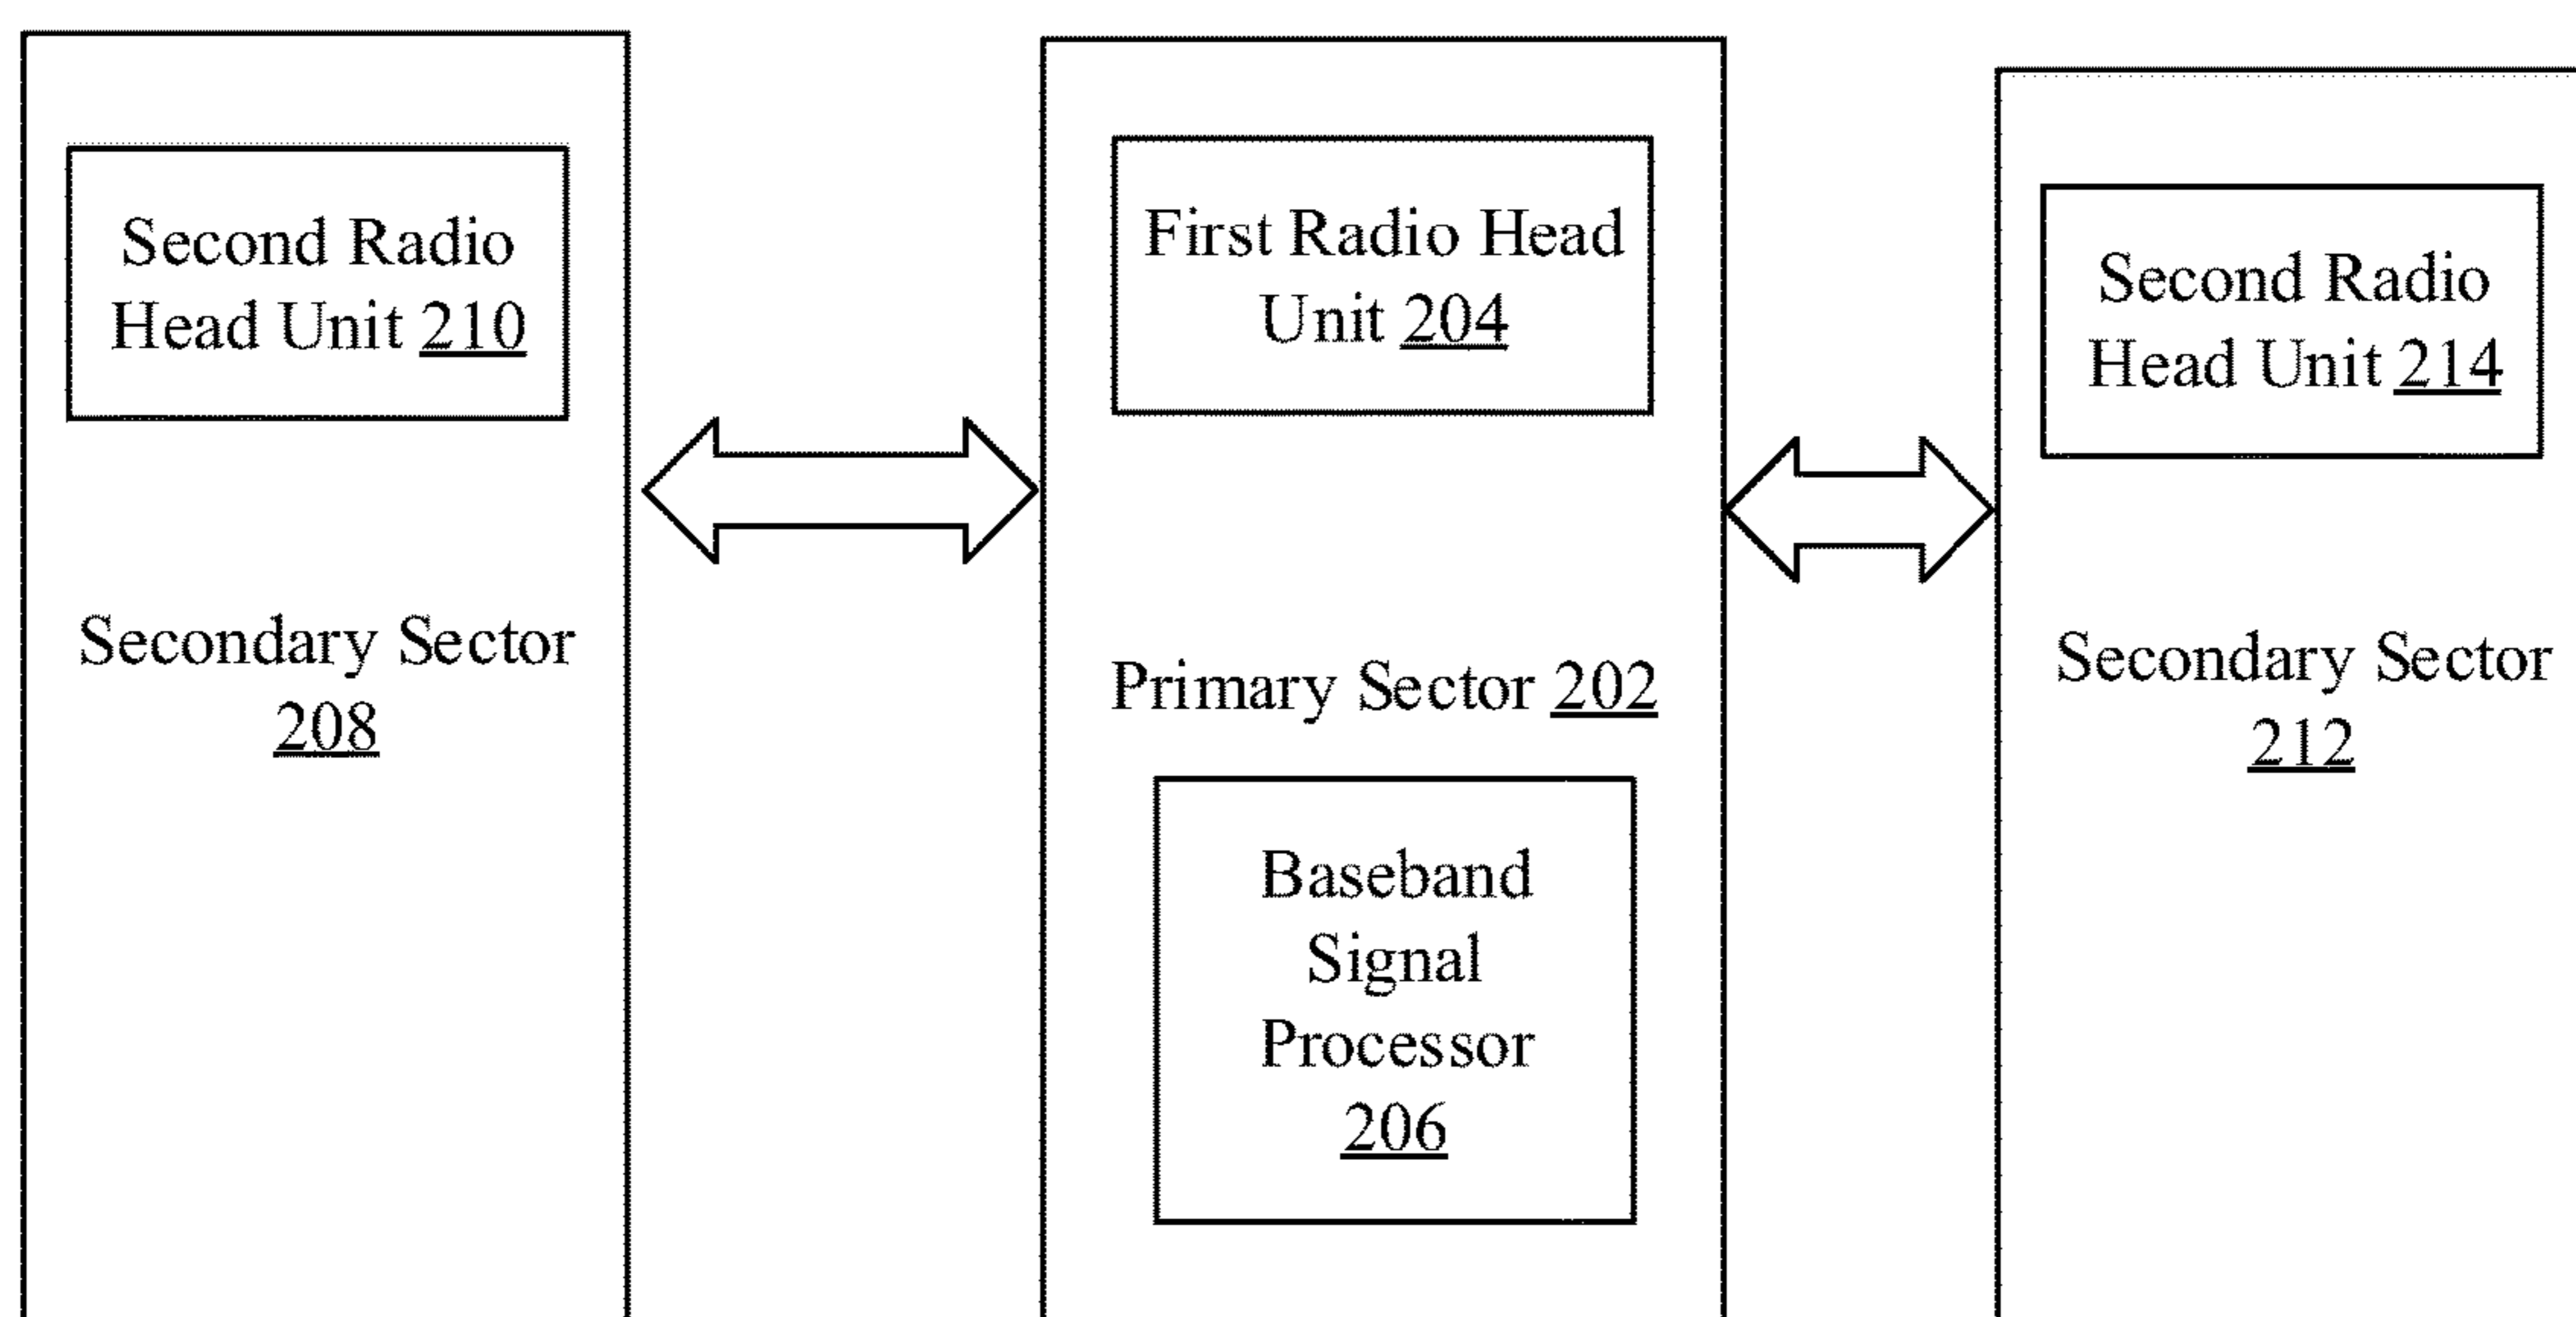 Second Radio
Head Unit 210
Secondary Sector
208
First Radio Head
Unit 204
Primary Sector 202
Baseband
Signal
Processor
206
Second Radio
Head Unit 214
Secondary Sector
212